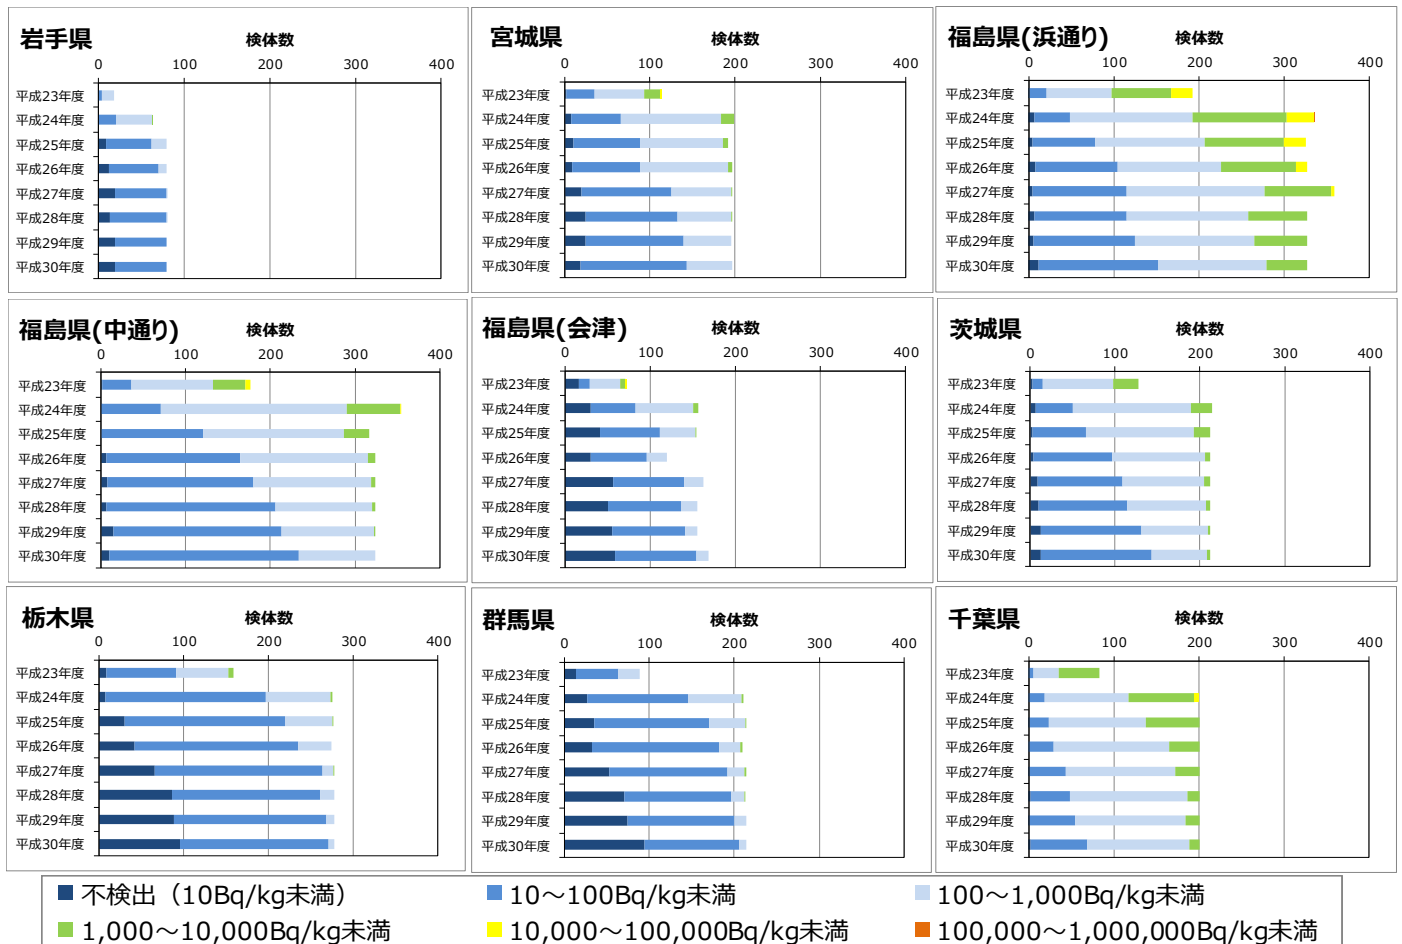 岩手県 検体数
0 100 200 300 400
平成23年度
平成24年度
平成25年度
平成26年度
平成27年度
平成28年度
平成29年度
平成30年度
宮城県 検体数
0 100 200 300 400
平成23年度
平成24年度
平成25年度
平成26年度
平成27年度
平成28年度
平成29年度
平成30年度
福島県(浜通り) 検体数
0 100 200 300 400
平成23年度
平成24年度
平成25年度
平成26年度
平成27年度
平成28年度
平成29年度
平成30年度
福島県(中通り) 検体数
0 100 200 300 400
平成23年度
平成24年度
平成25年度
平成26年度
平成27年度
平成28年度
平成29年度
平成30年度
福島県(会津) 検体数
0 100 200 300 400
平成23年度
平成24年度
平成25年度
平成26年度
平成27年度
平成28年度
平成29年度
平成30年度
茨城県 検体数
0 100 200 300 400
平成23年度
平成24年度
平成25年度
平成26年度
平成27年度
平成28年度
平成29年度
平成30年度
栃木県 検体数
0 100 200 300 400
平成23年度
平成24年度
平成25年度
平成26年度
平成27年度
平成28年度
平成29年度
平成30年度
群馬県 検体数
0 100 200 300 400
平成23年度
平成24年度
平成25年度
平成26年度
平成27年度
平成28年度
平成29年度
平成30年度
千葉県 検体数
0 100 200 300 400
平成23年度
平成24年度
平成25年度
平成26年度
平成27年度
平成28年度
平成29年度
平成30年度
不検出（10Bq/kg未満） 10～100Bq/kg未満 100～1,000Bq/kg未満
1,000～10,000Bq/kg未満 10,000～100,000Bq/kg未満 100,000～1,000,000Bq/kg未満